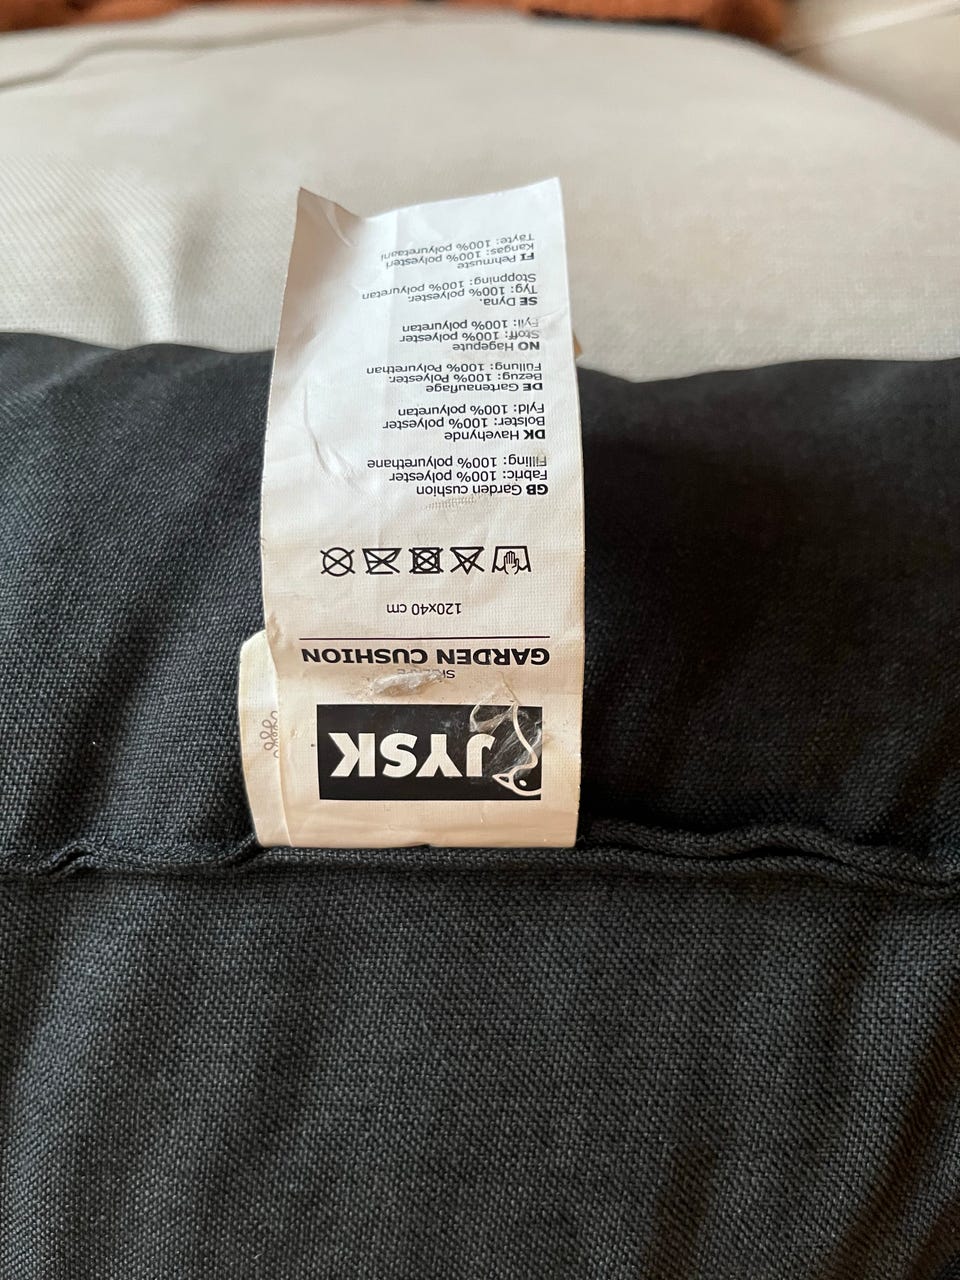 JYSK
GARDEN CUSHION
120x40 cm
GB Garden cushion
Fabric: 100% polyester
Filling: 100% polyurethane
DK Havehynde
Bolster: 100% polyester
Fyld: 100% polyuretan
DE Gartenauflage
Bezug: 100% Polyester.
Füllung: 100% Polyurethan
NO Hagepute
Stoff: 100% polyester
Fyll: 100% polyuretan
SE Dyna.
Tyg: 100% polyester.
Stoppning: 100% polyuretan
FI Pehmuste
Kangas: 100% polyesteri
Täyte: 100% polyuretaani